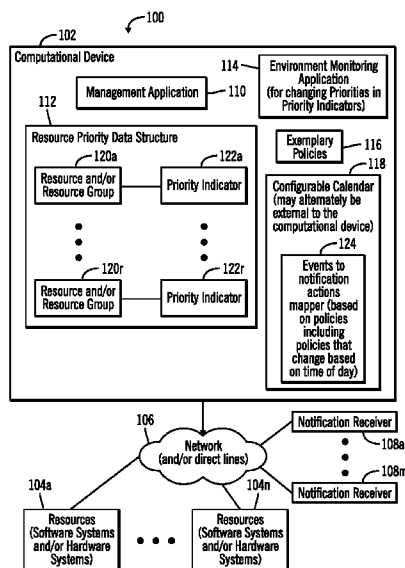 100
102
Computational Device
114
Environment Monitoring
Application
(for changing Priorities in
Priority Indicators)
Management Application
110
112
Resource Priority Data Structure
120a
122a
Resource and/or
Resource Group
Priority Indicator
120r
122r
Resource and/or
Resource Group
Priority Indicator
Exemplary
Policies
116
118
Configurable Calendar
(may alternately be
external to the
computational device)
124
Events to
notification
actions
mapper (based
on policies
including
policies that
change based
on time of day)
106
Network
(and/or direct lines)
Notification Receiver
108a
108m
Notification Receiver
104a
104n
Resources
(Software Systems
and/or Hardware
Systems)
Resources
(Software Systems
and/or Hardware
Systems)